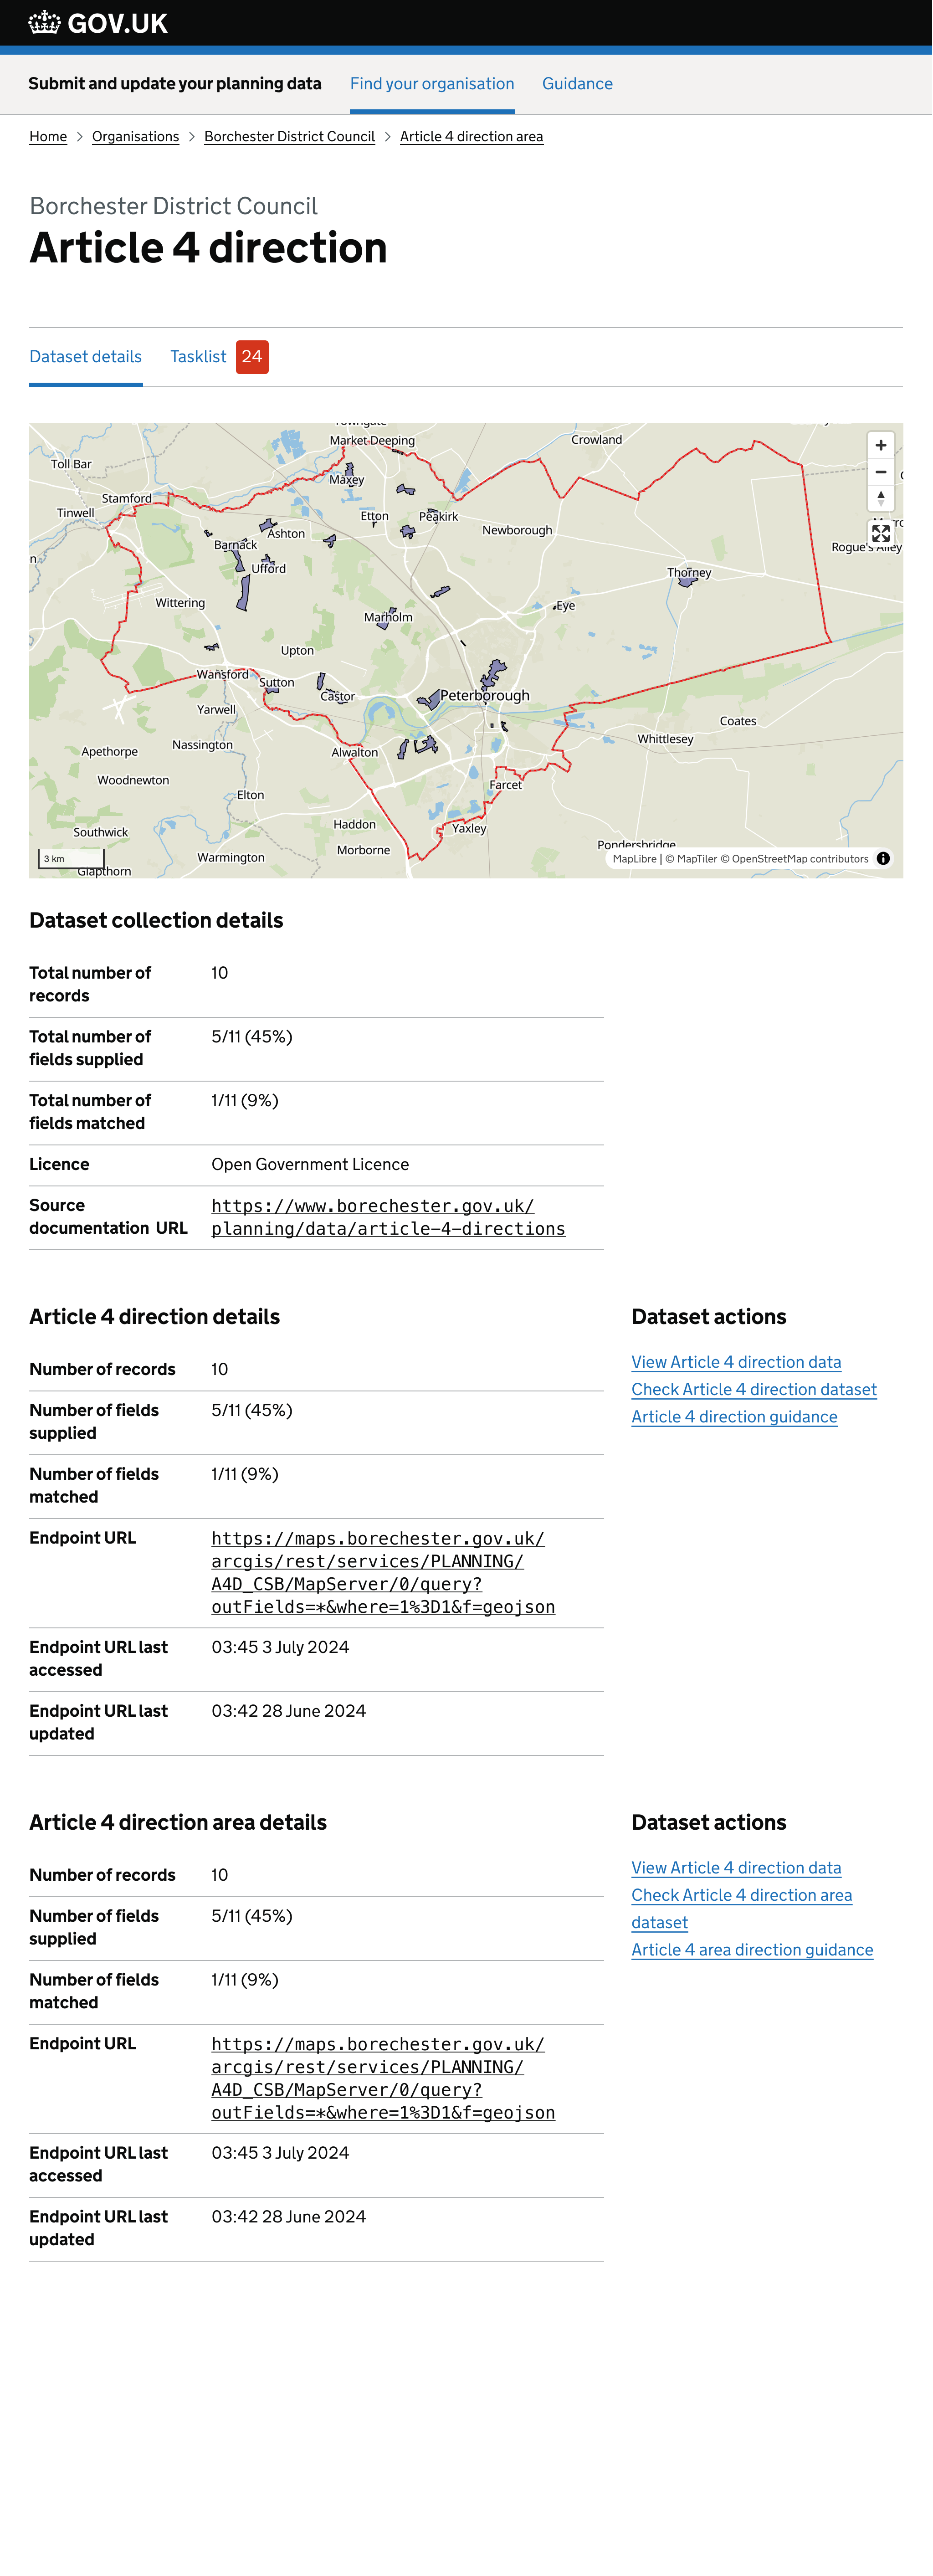 GOV.UK
Submit and update your planning data
Find your organisation
Guidance
Home > Organisations > Borchester District Council > Article 4 direction area
Borchester District Council
Article 4 direction
Dataset details
Tasklist 24
Market Deeping
Crowland
Toll Bar
Maxey
Stamford
Tinwell
Etton
Peakirk
Newborough
Ashton
Barnack
Rogue's Alley
Ufford
Thorney
Wittering
Eye
Marholm
Upton
Wansford
Sutton
Castor
Peterborough
Yarwell
Coates
Whittlesey
Nassington
Apethorpe
Alwalton
Woodnewton
Farcet
Elton
Haddon
Yaxley
Southwick
Morborne
Pondersbridge
Warmington
3 km
Glapthorn
MapLibre | © MapTiler © OpenStreetMap contributors
Dataset collection details
Total number of
records
10
Total number of
fields supplied
5/11 (45%)
Total number of
fields matched
1/11 (9%)
Licence
Open Government Licence
Source
documentation URL
https://www.borechester.gov.uk/
planning/data/article-4-directions
Article 4 direction details
Number of records
10
Number of fields
supplied
5/11 (45%)
Number of fields
matched
1/11 (9%)
Endpoint URL
https://maps.borechester.gov.uk/
arcgis/rest/services/PLANNING/
A4D_CSB/MapServer/0/query?
outFields=*&where=1%3D1&f=geojson
Endpoint URL last
accessed
03:45 3 July 2024
Endpoint URL last
updated
03:42 28 June 2024
Dataset actions
View Article 4 direction data
Check Article 4 direction dataset
Article 4 direction guidance
Article 4 direction area details
Number of records
10
Number of fields
supplied
5/11 (45%)
Number of fields
matched
1/11 (9%)
Endpoint URL
https://maps.borechester.gov.uk/
arcgis/rest/services/PLANNING/
A4D_CSB/MapServer/0/query?
outFields=*&where=1%3D1&f=geojson
Endpoint URL last
accessed
03:45 3 July 2024
Endpoint URL last
updated
03:42 28 June 2024
Dataset actions
View Article 4 direction data
Check Article 4 direction area
dataset
Article 4 area direction guidance